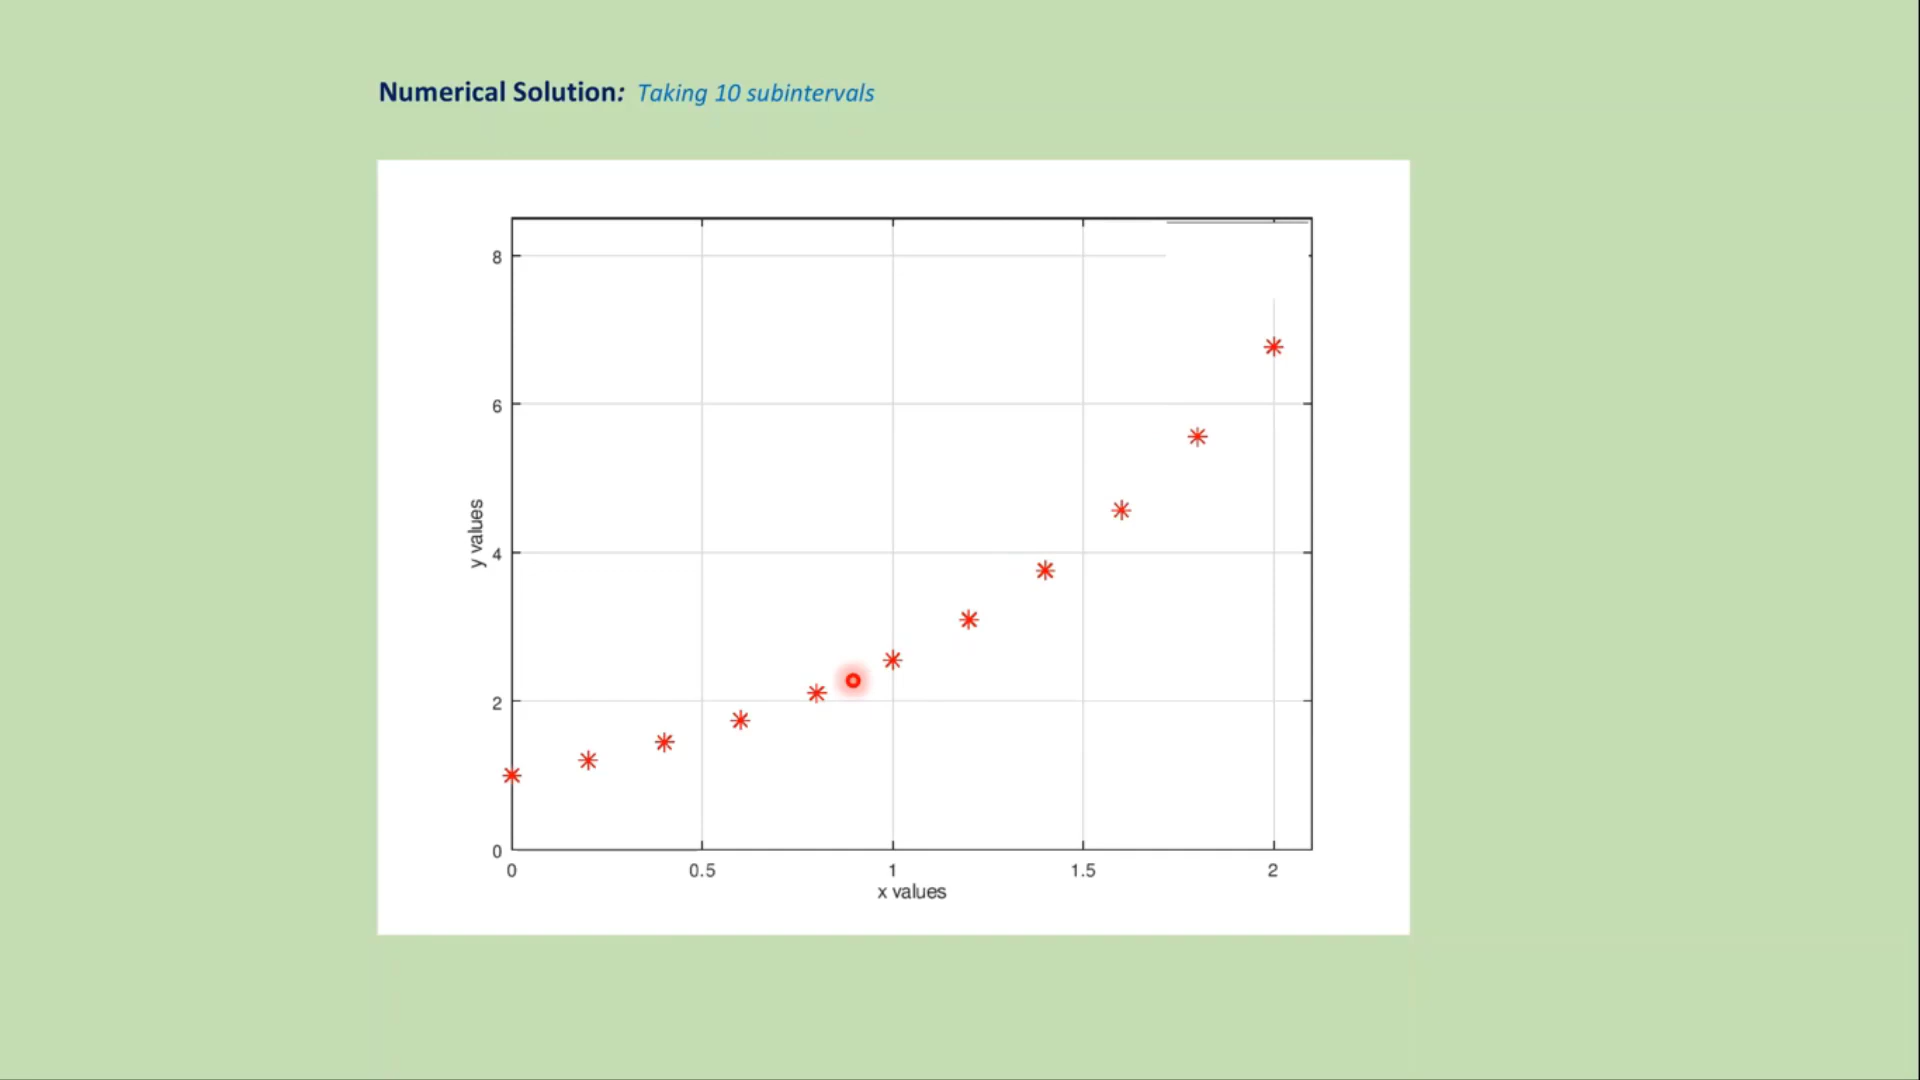 Numerical Solution: Taking 10 subintervals
8
6
4
2
0
y values
0 0.5 1 1.5 2
x values